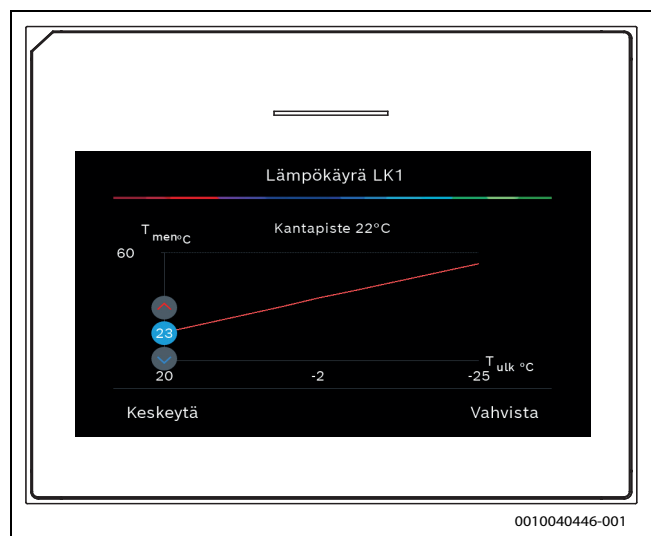 Lämpökäyrä LK1
T men°C
Kantapiste 22°C
60
23
20
-2
-25
T ulk °C
Keskeytä
Vahvista
0010040446-001